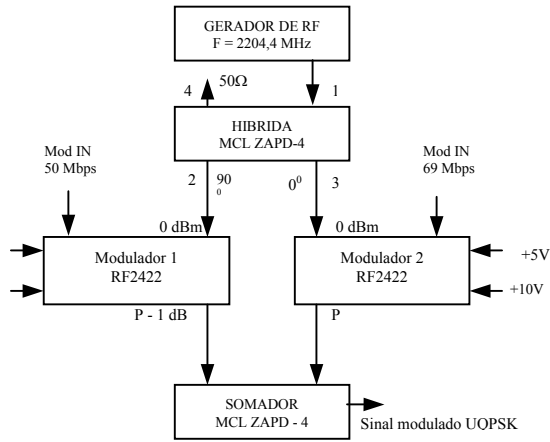 GERADOR DE RF
F = 2204,4 MHz
4
50Ω
1
HIBRIDA
MCL ZAPD-4
Mod IN
50 Mbps
Mod IN
69 Mbps
2
90
0
0⁰
3
0 dBm
0 dBm
Modulador 1
RF2422
Modulador 2
RF2422
+5V
+10V
P - 1 dB
P
SOMADOR
MCL ZAPD - 4
Sinal modulado UQPSK